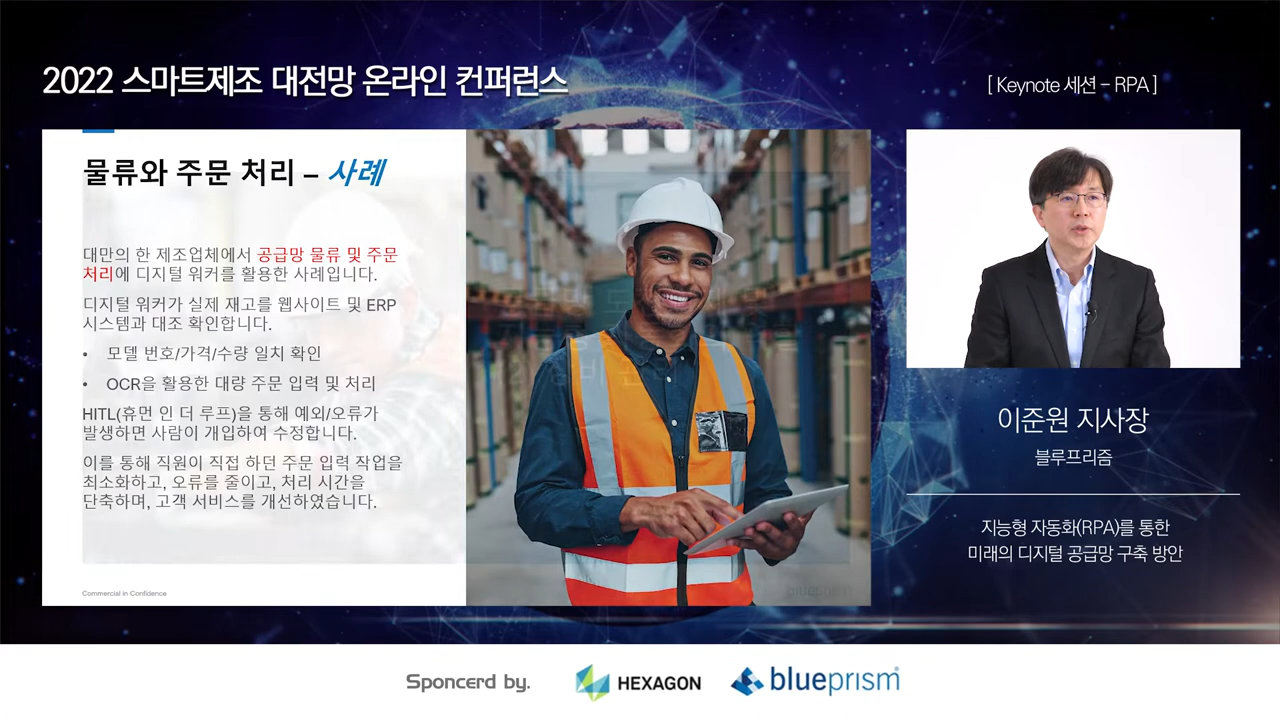 2022 스마트제조 대전망 온라인 컨퍼런스
[ Keynote 세션 – RPA ]
물류와 주문 처리 – 사례
대만의 한 제조업체에서 공급망 물류 및 주문
처리에 디지털 워커를 활용한 사례입니다.
디지털 워커가 실제 재고를 웹사이트 및 ERP
시스템과 대조 확인합니다.
• 모델 번호/가격/수량 일치 확인
• OCR을 활용한 대량 주문 입력 및 처리
HITL(휴먼 인 더 루프)을 통해 예외/오류가
발생하면 사람이 개입하여 수정합니다.
이를 통해 직원이 직접 하던 주문 입력 작업을
최소화하고, 오류를 줄이고, 처리 시간을
단축하며, 고객 서비스를 개선하였습니다.
Commercial in Confidence
blueprism
이준원 지사장
블루프리즘
지능형 자동화(RPA)를 통한
미래의 디지털 공급망 구축 방안
Sponcerd by.
HEXAGON
blueprism